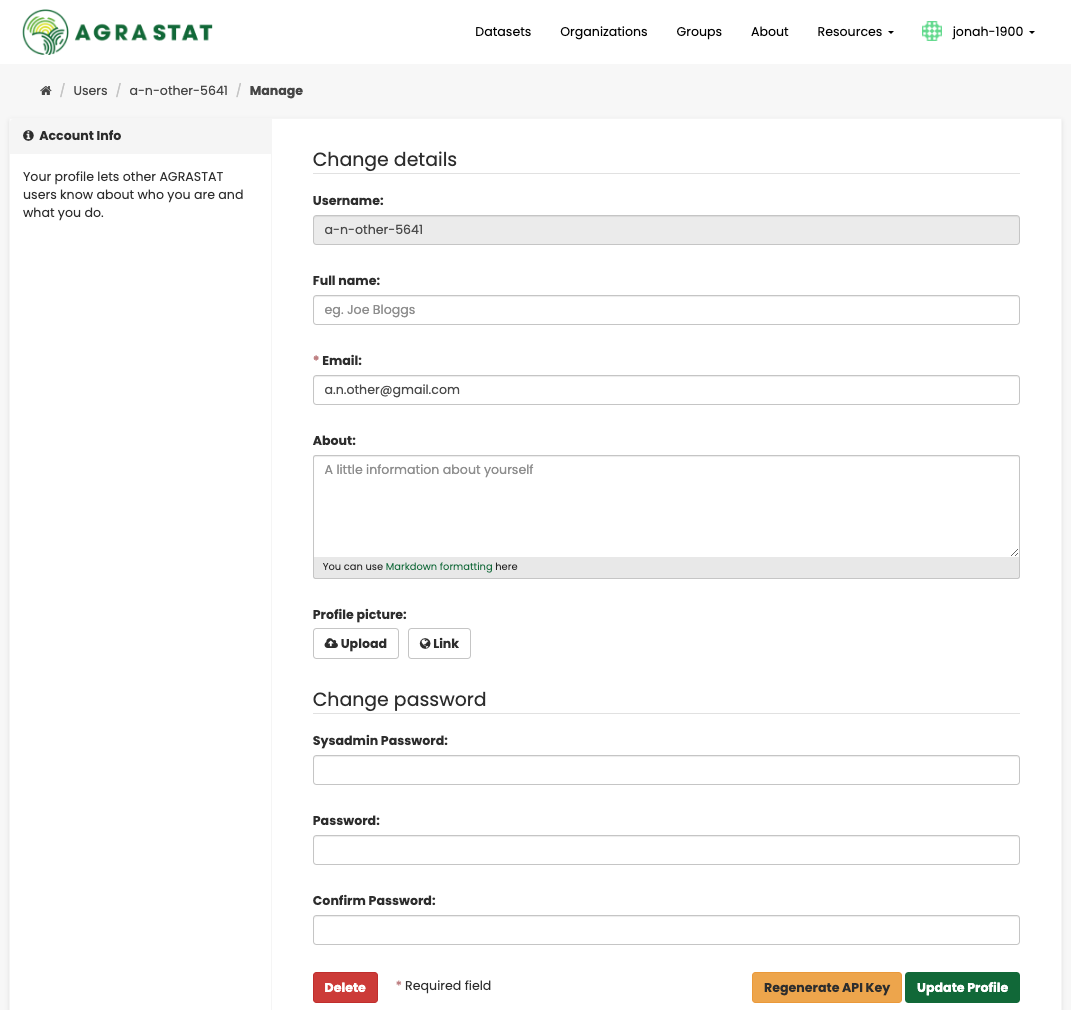 AGRA STAT
Datasets Organizations Groups About Resources jonah-1900
/ Users / a-n-other-5641 / Manage
Account Info
Your profile lets other AGRASTAT
users know about who you are and
what you do.
Change details
Username:
a-n-other-5641
Full name:
eg. Joe Bloggs
* Email:
a.n.other@gmail.com
About:
A little information about yourself
You can use Markdown formatting here
Profile picture:
Upload Link
Change password
Sysadmin Password:
Password:
Confirm Password:
Delete * Required field Regenerate API Key Update Profile